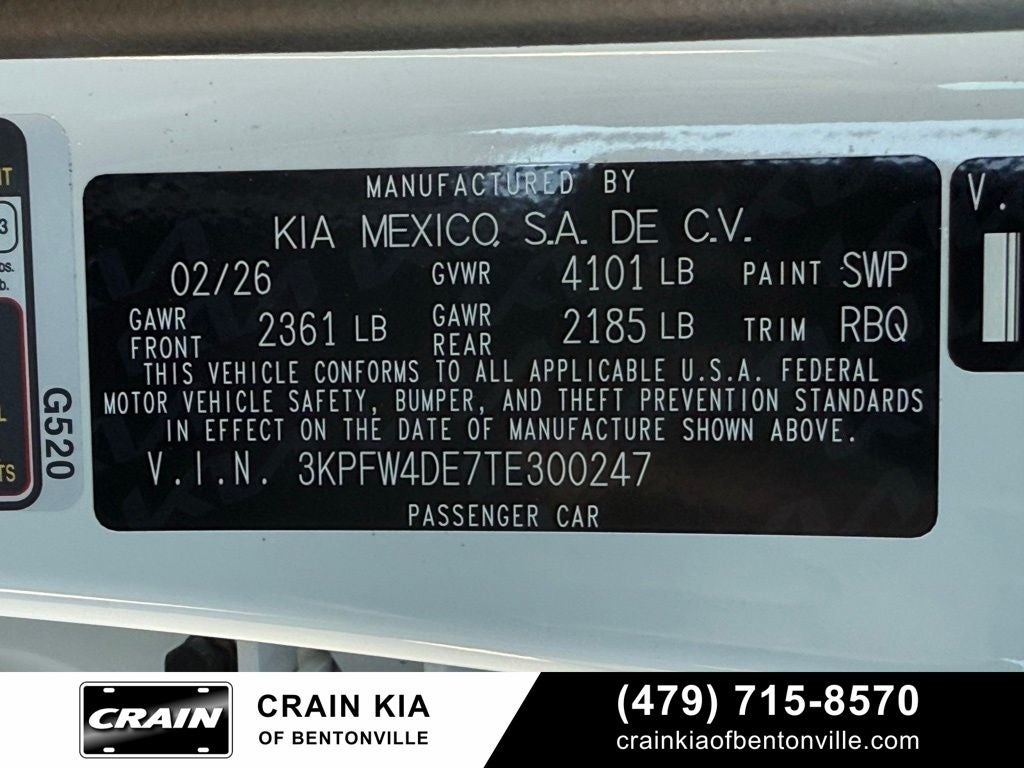 MANUFACTURED BY
KIA MEXICO, S.A. DE C.V.
02/26 GVWR 4101 LB PAINT SWP
GAWR FRONT 2361 LB GAWR REAR 2185 LB TRIM RBQ
THIS VEHICLE CONFORMS TO ALL APPLICABLE U.S.A. FEDERAL
MOTOR VEHICLE SAFETY, BUMPER, AND THEFT PREVENTION STANDARDS
IN EFFECT ON THE DATE OF MANUFACTURE SHOWN ABOVE.
V.I.N. 3KPFW4DE7TE300247
PASSENGER CAR
G520
V.
3
CRAIN
CRAIN KIA
OF BENTONVILLE
(479) 715-8570
crainkiaofbentonville.com